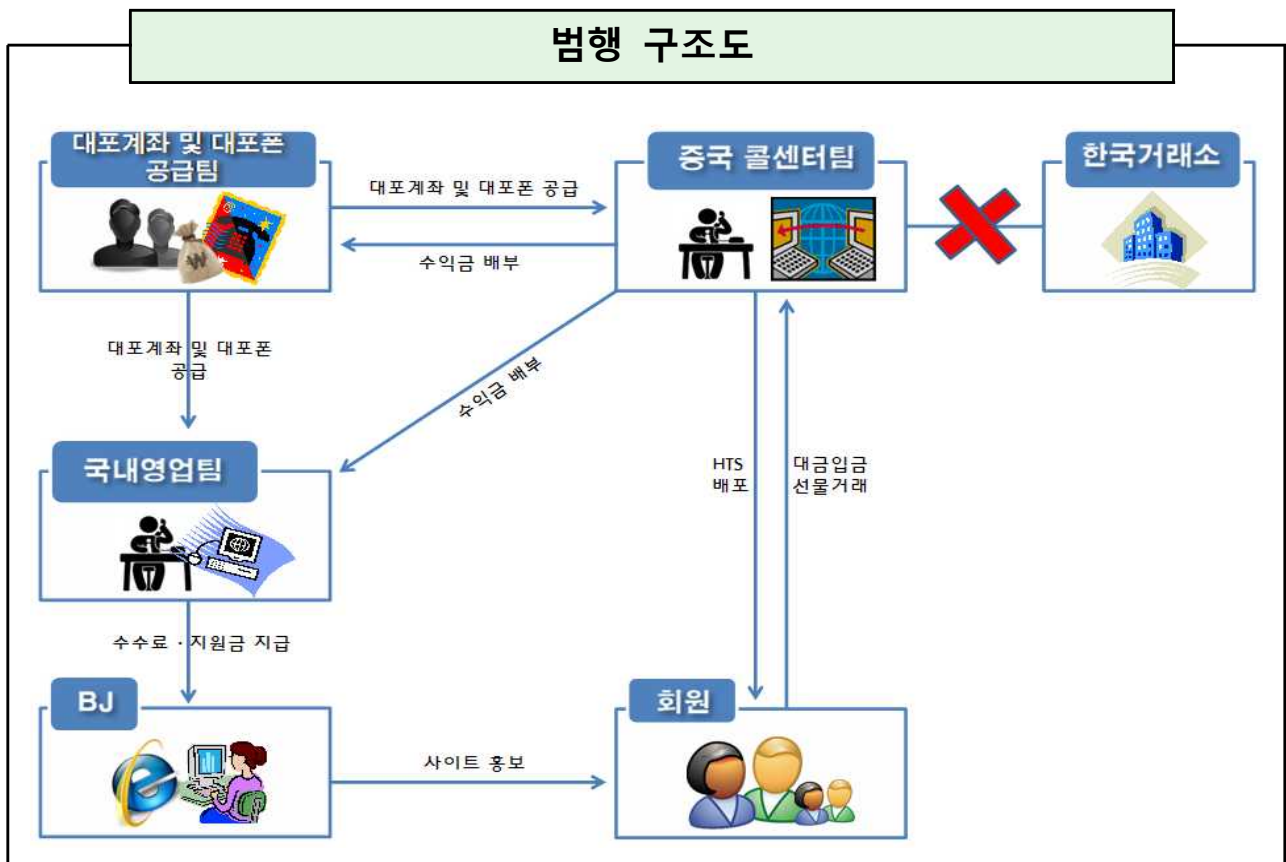 범행 구조도
대포계좌 및 대포폰
공급팀
중국 콜센터팀
한국거래소
대포계좌 및 대포폰 공급
수익금 배부
대포계좌 및 대포폰
공급
수익금 배부
국내영업팀
HTS
배포
대금입금
선물거래
수수료 · 지원금 지급
BJ
회원
사이트 홍보